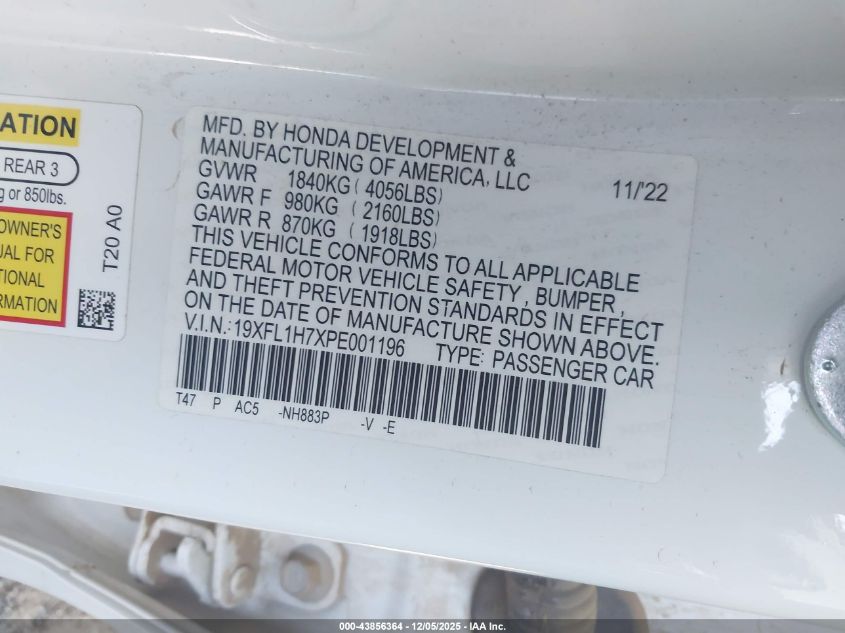 ATION
REAR 3
g or 850lbs.
OWNER'S
UAL FOR
TIONAL
RMATION
T20 A0
MFD. BY HONDA DEVELOPMENT &
MANUFACTURING OF AMERICA, LLC
GVWR 1840KG ( 4056LBS) 11/'22
GAWR F 980KG ( 2160LBS)
GAWR R 870KG ( 1918LBS)
THIS VEHICLE CONFORMS TO ALL APPLICABLE
FEDERAL MOTOR VEHICLE SAFETY, BUMPER,
AND THEFT PREVENTION STANDARDS IN EFFECT
ON THE DATE OF MANUFACTURE SHOWN ABOVE.
V.I.N.:19XFL1H7XPE001196 TYPE: PASSENGER CAR
T47 P AC5 -NH883P -V -E
000-43856364 - 12/05/2025 - IAA Inc.